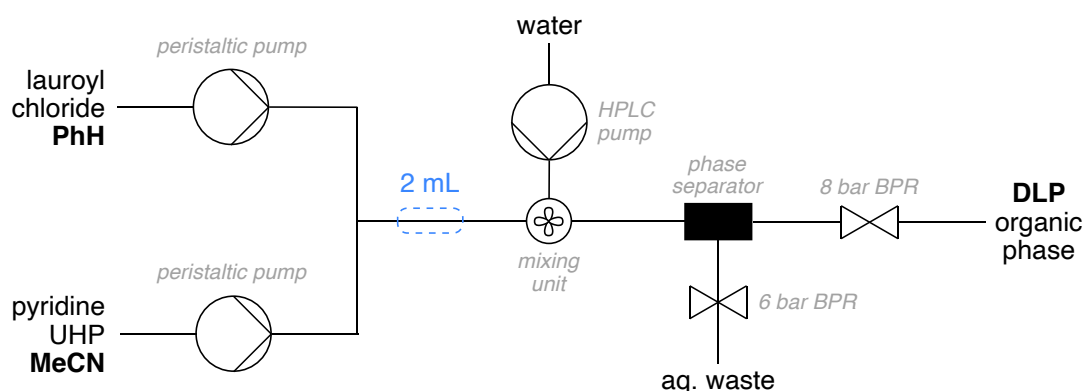 water
peristaltic pump
lauroyl
chloride
PhH
HPLC
pump
2 mL
phase
separator
8 bar BPR
DLP
organic
phase
mixing
unit
peristaltic pump
6 bar BPR
pyridine
UHP
MeCN
aq. waste